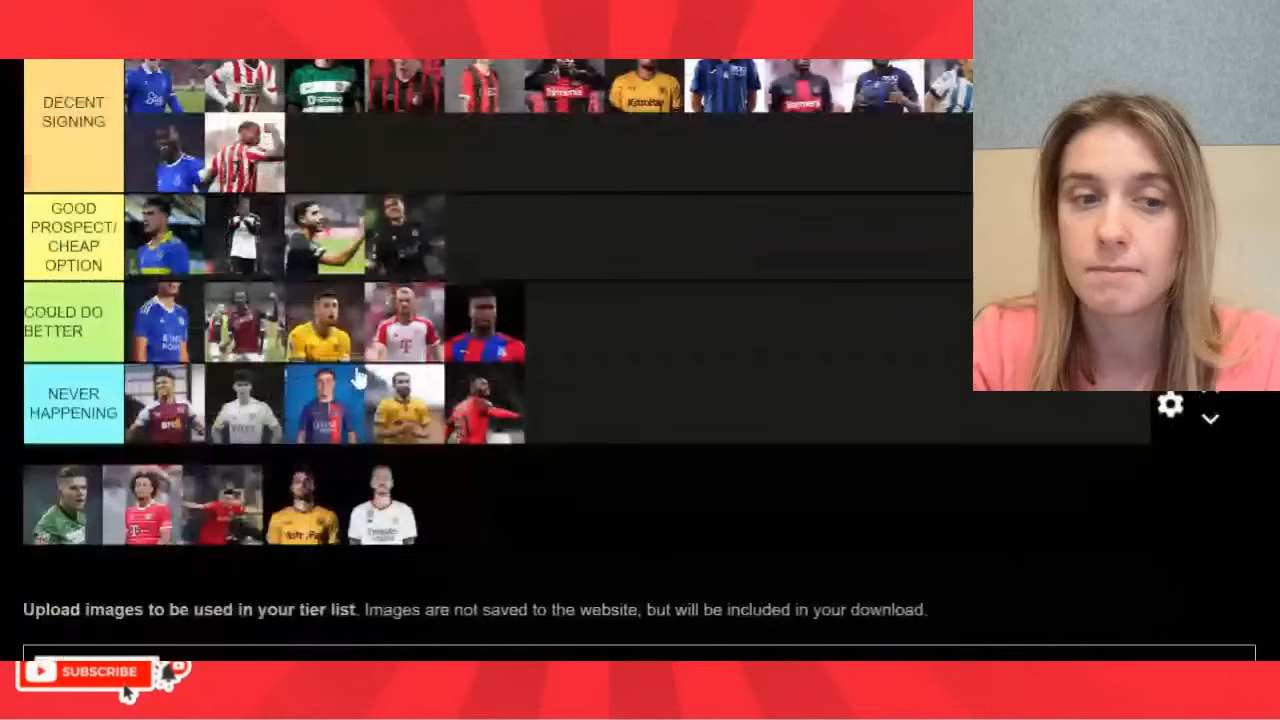 DECENT
SIGNING
GOOD
PROSPECT/
CHEAP
OPTION
COULD DO
BETTER
NEVER
HAPPENING
Upload images to be used in your tier list. Images are not saved to the website, but will be included in your download.
SUBSCRIBE